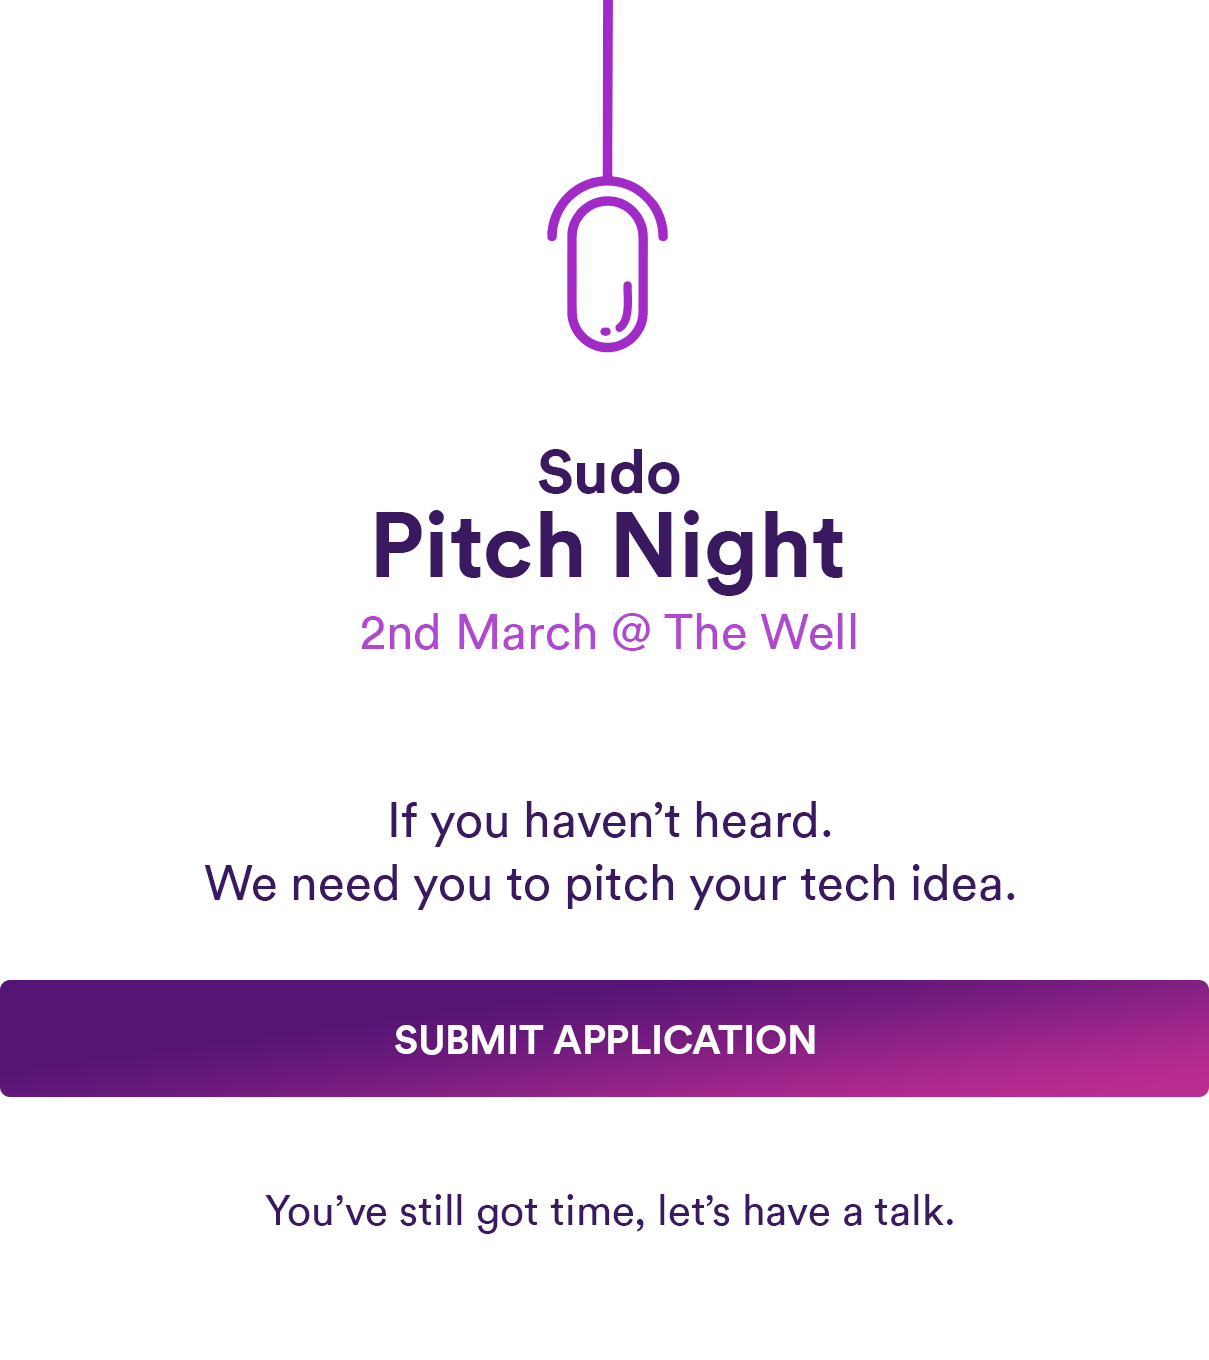 Sudo
Pitch Night
2nd March @ The Well
If you haven’t heard.
We need you to pitch your tech idea.
SUBMIT APPLICATION
You’ve still got time, let’s have a talk.